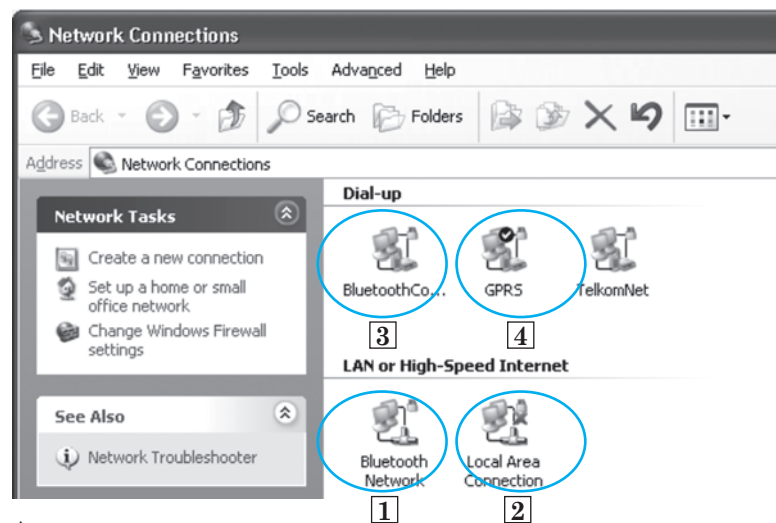 Network Connections
File Edit View Favorites Tools Advanced Help
Back Search Folders
Address Network Connections
Network Tasks
Create a new connection
Set up a home or small
office network
Change Windows Firewall
settings
See Also
Network Troubleshooter
Dial-up
BluetoothCo... GPRS TelkomNet
3 4
LAN or High-Speed Internet
Bluetooth
Network
Local Area
Connection
1 2